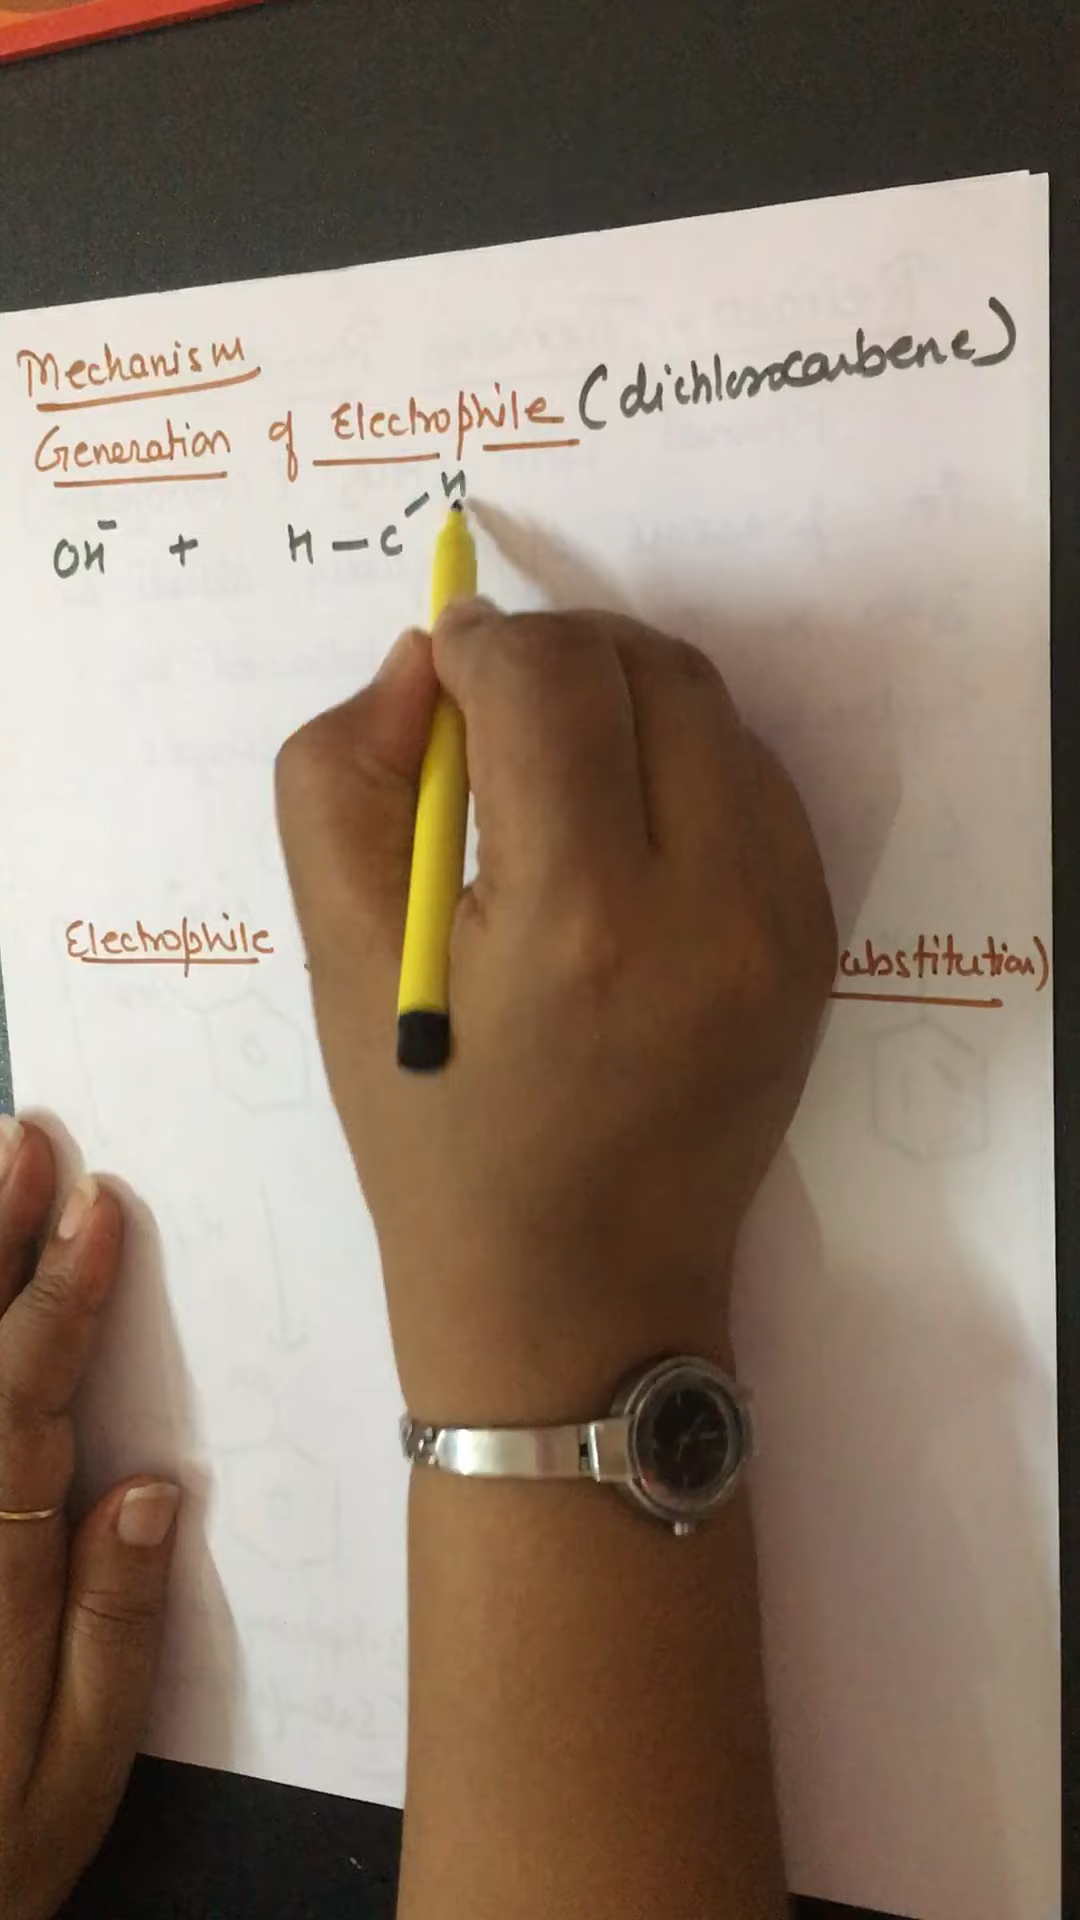 Mechanism
Generation of Electrophile (dichlorocarbene)
OH⁻ + H - C - H
Electrophile
ubstitution)